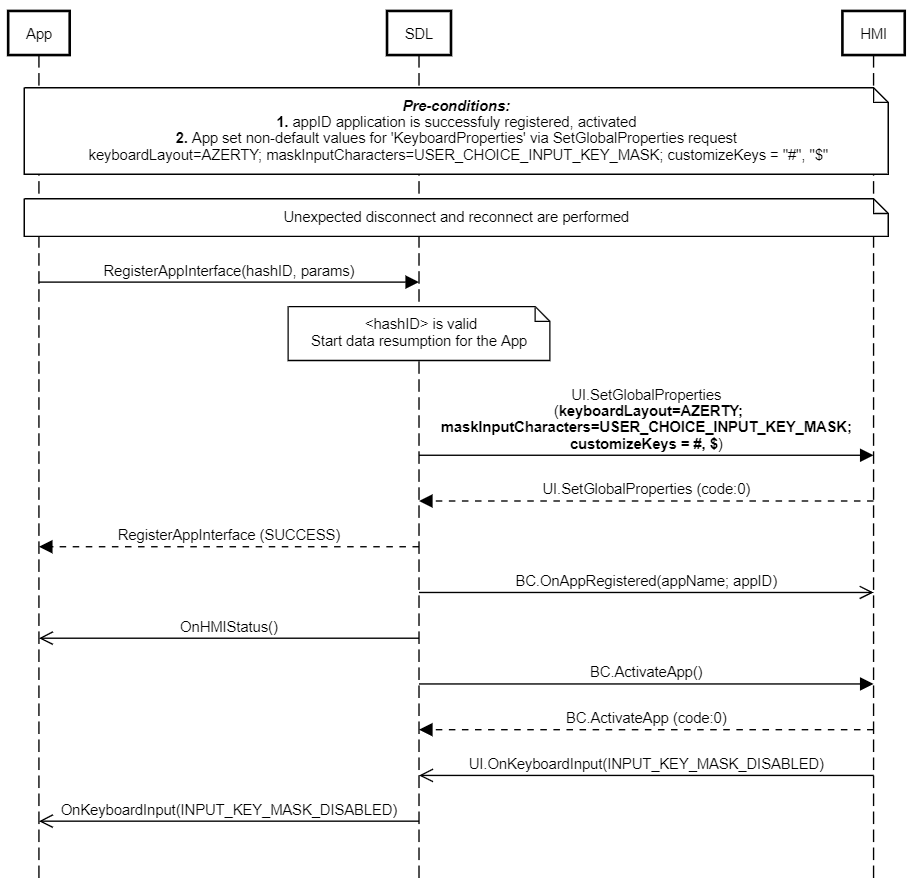 App
SDL
HMI
Pre-conditions:
1. appID application is successfuly registered, activated
2. App set non-default values for 'KeyboardProperties' via SetGlobalProperties request
keyboardLayout=AZERTY; maskInputCharacters=USER_CHOICE_INPUT_KEY_MASK; customizeKeys = "#", "$"
Unexpected disconnect and reconnect are performed
RegisterAppInterface(hashID, params)
<hashID> is valid
Start data resumption for the App
UI.SetGlobalProperties
(keyboardLayout=AZERTY;
maskInputCharacters=USER_CHOICE_INPUT_KEY_MASK;
customizeKeys = #, $)
UI.SetGlobalProperties (code:0)
RegisterAppInterface (SUCCESS)
BC.OnAppRegistered(appName; appID)
OnHMIStatus()
BC.ActivateApp()
BC.ActivateApp (code:0)
UI.OnKeyboardInput(INPUT_KEY_MASK_DISABLED)
OnKeyboardInput(INPUT_KEY_MASK_DISABLED)